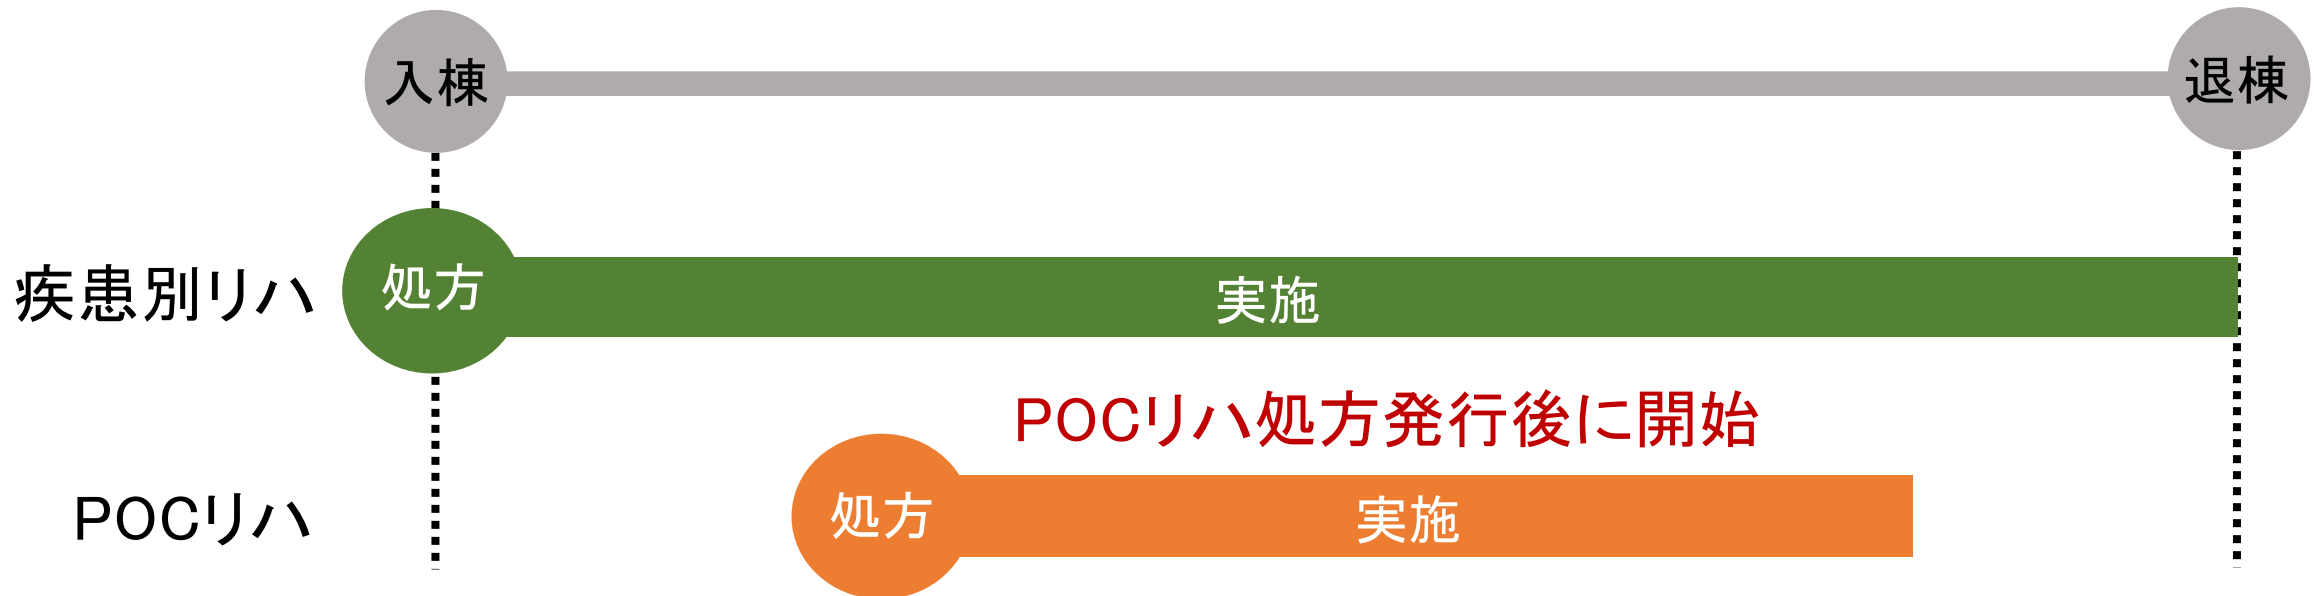 入棟
退棟
疾患別リハ
処方
実施
POCリハ処方発行後に開始
POCリハ
処方
実施